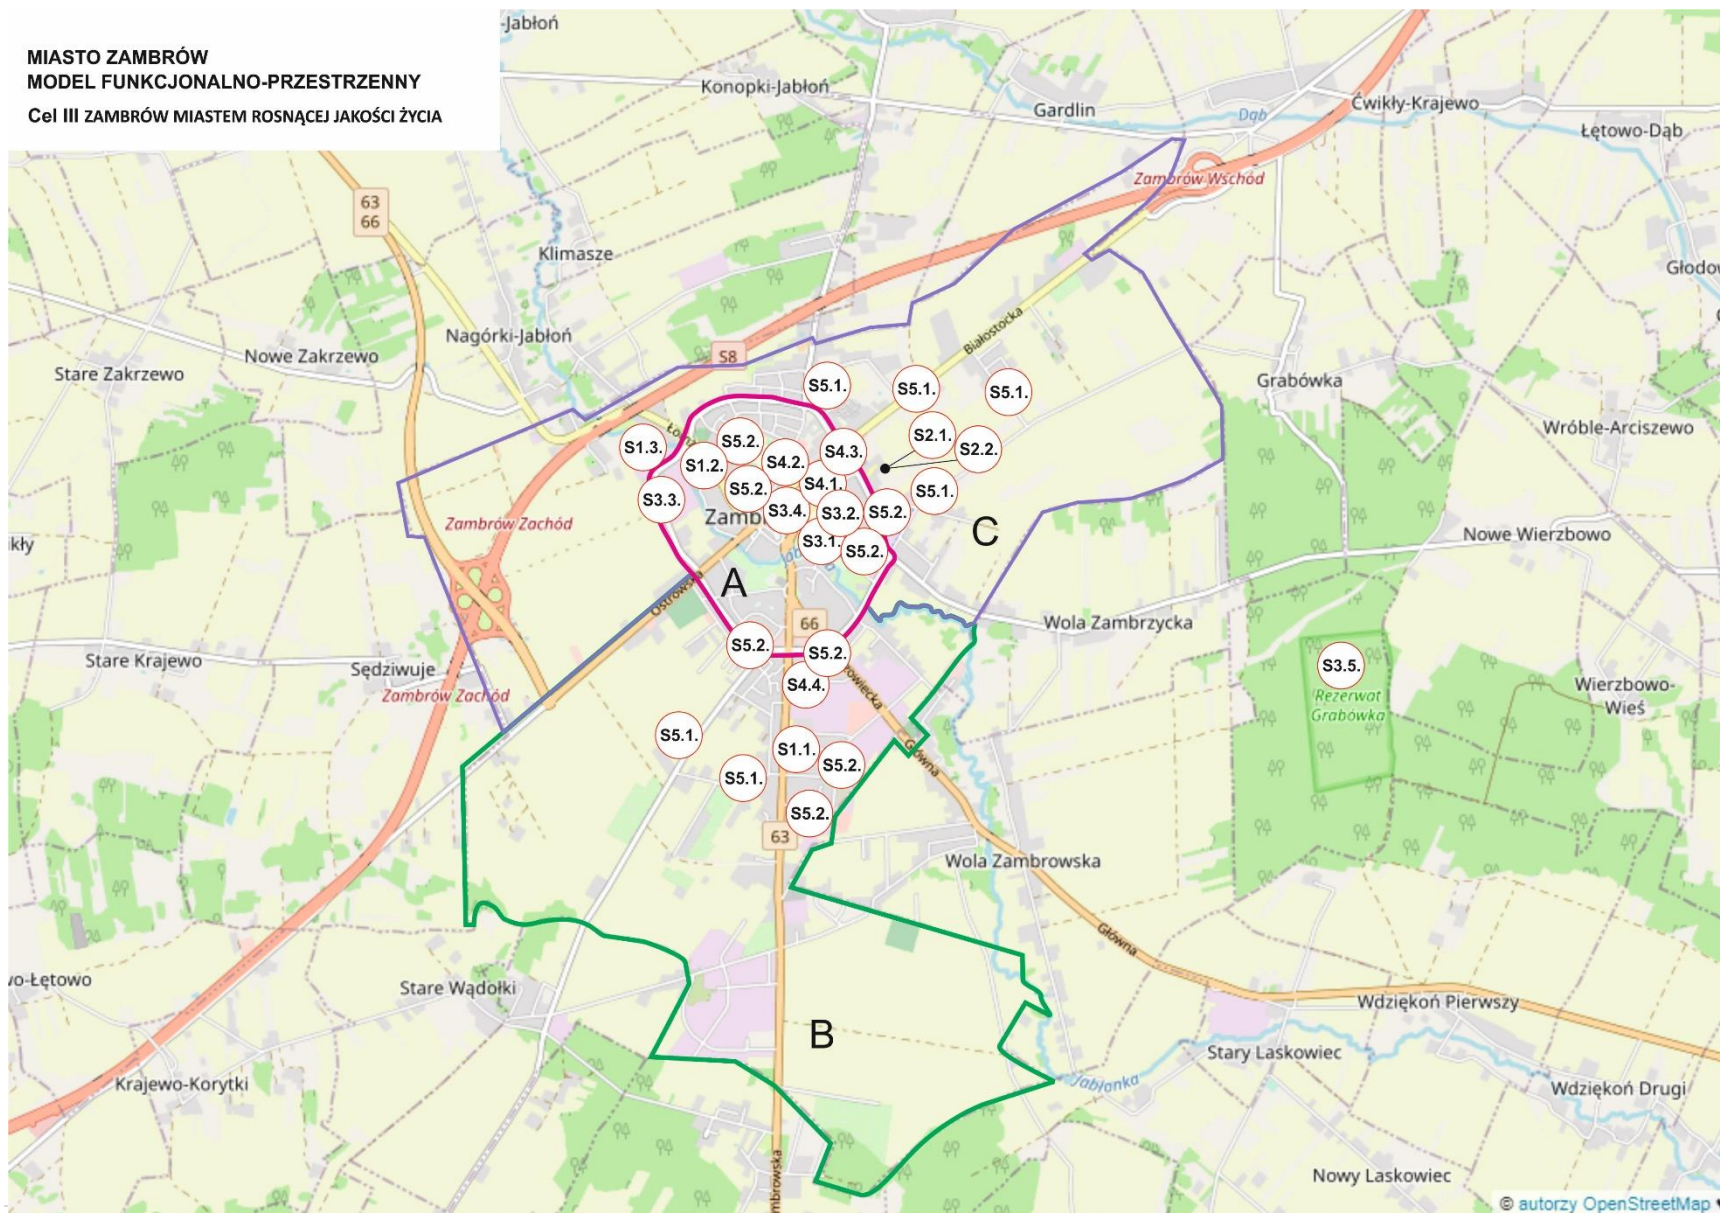 MIASTO ZAMBRÓW
MODEL FUNKCJONALNO-PRZESTRZENNY
Cel III ZAMBRÓW MIASTEM ROSNĄCEJ JAKOŚCI ŻYCIA
-Jabłoń
Konopki-Jabłoń
Gardlin
Dąb
Ćwikły-Krajewo
Łętowo-Dąb
Zambrów Wschód
63
66
Klimasze
Nagórki-Jabłoń
Nowe Zakrzewo
Stare Zakrzewo
S8
Białostocka
Grabówka
Wróble-Arciszewo
S5.1.
S5.1.
S5.1.
S1.3.
S5.2.
S4.3.
S2.1.
S2.2.
S1.2.
S4.2.
S4.1.
S5.2.
S5.1.
S3.3.
S3.4.
S3.2.
S5.2.
S3.1.
S5.2.
Zambrów Zachód
C
A
Ostrowska
Nowe Wierzbowo
66
Wola Zambrzycka
S5.2.
S5.2.
S4.4.
Stare Krajewo
Sędziwuje
Zambrów Zachód
S3.5.
Rezerwat
Grabówka
Wierzbowo-
Wieś
S5.1.
S1.1.
S5.2.
S5.1.
S5.2.
Główna
63
Wola Zambrowska
Główna
Stare Wądołki
Wdziękoń Pierwszy
B
Stary Laskowiec
Jabłonka
Krajewo-Korytki
Wdziękoń Drugi
Nowy Laskowiec
© autorzy OpenStreetMap